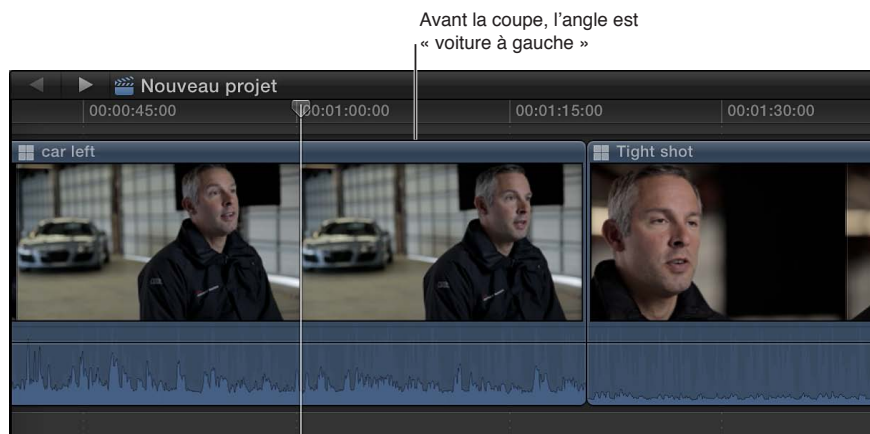 Avant la coupe, l’angle est
« voiture à gauche »
Nouveau projet
00:00:45:00 00:01:00:00 00:01:15:00 00:01:30:00
car left Tight shot